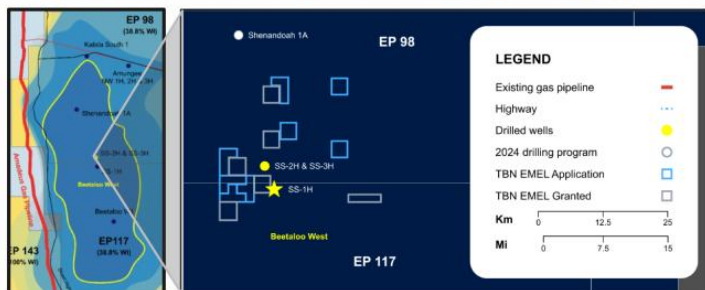 EP 98
(38.8% WI)
Kalala South 1
Amungee
NW 1H, 2H & 3H
Shenandoah 1A
SS-2H & SS-3H
SS-1H
Beetaloo West
Amadeus Gas Pipeline
EP 143
(100% WI)
EP117
(38.8% WI)
Shenandoah 1A
EP 98
SS-2H & SS-3H
SS-1H
Beetaloo West
EP 117
LEGEND
Existing gas pipeline
Highway
Drilled wells
2024 drilling program
TBN EMEL Application
TBN EMEL Granted
Km
0 12.5 25
Mi
0 7.5 15